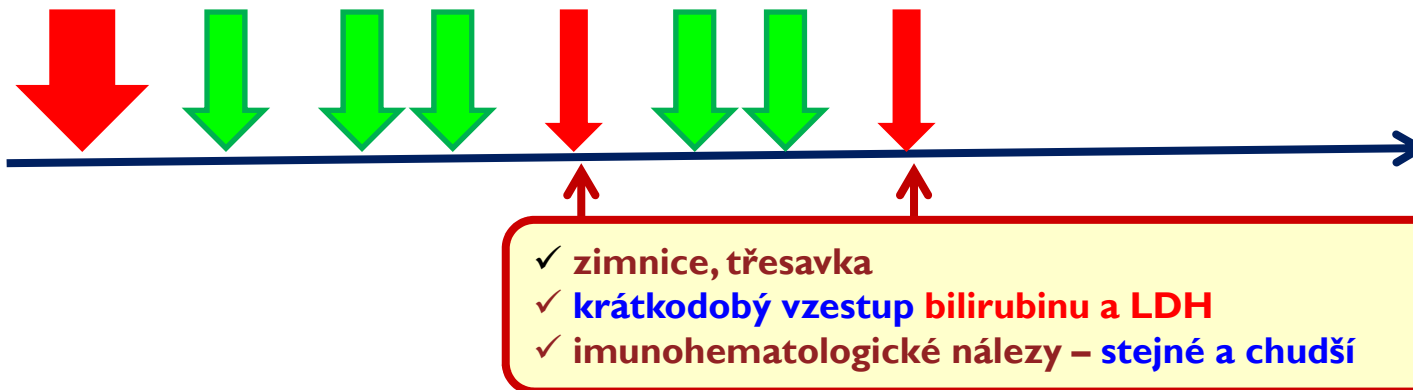 ✓ zimnice, třesavka
✓ krátkodobý vzestup bilirubinu a LDH
✓ imunohematologické nálezy – stejné a chudší